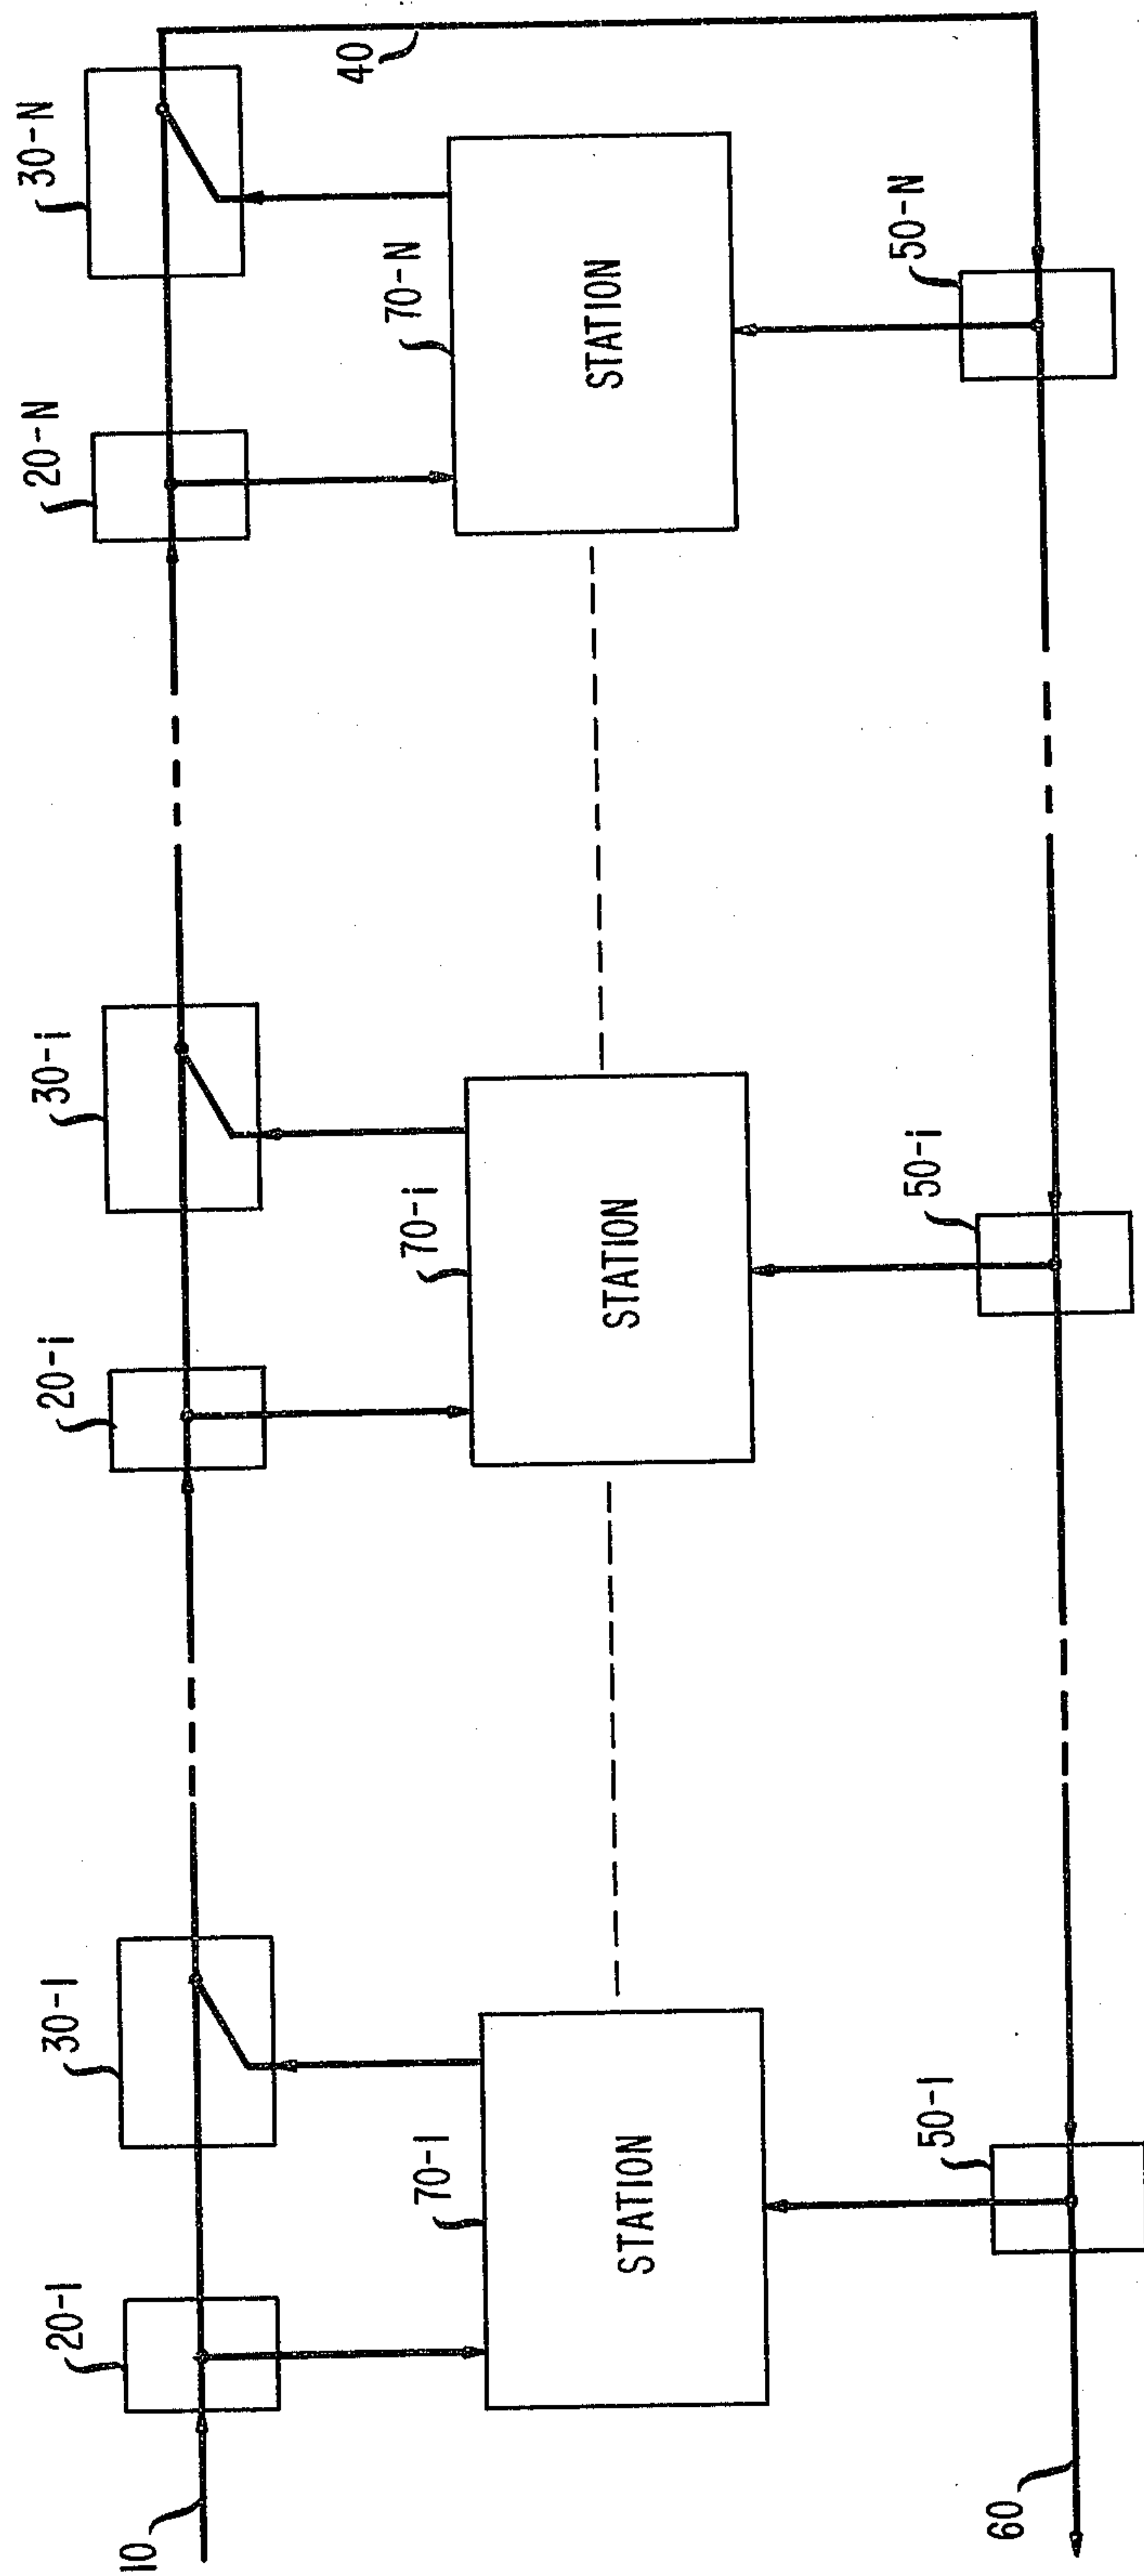 10
20-1
30-1
20-i
30-i
20-N
30-N
40
70-1
STATION
70-i
STATION
70-N
STATION
50-1
50-i
50-N
60